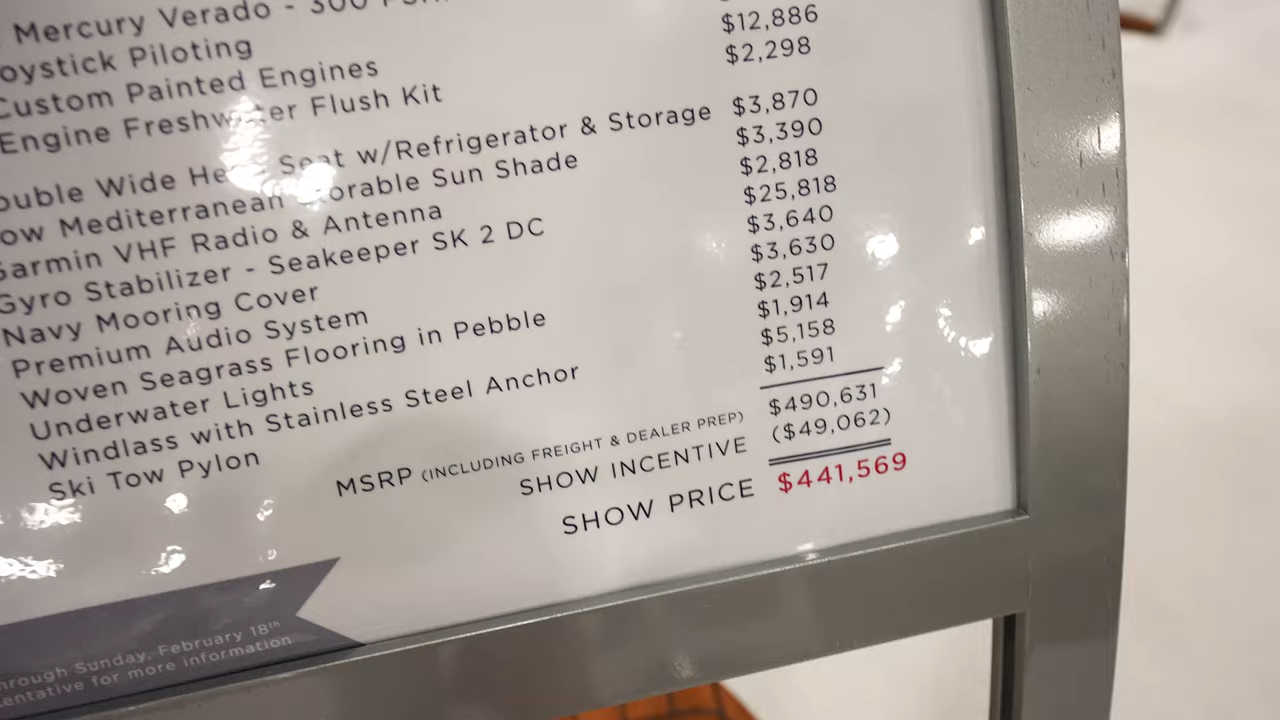 Mercury Verado - 300
oystick Piloting
Custom Painted Engines $12,886
Engine Freshwater Flush Kit $2,298
ouble Wide Seat w/Refrigerator & Storage $3,870
ow Mediterranean orable Sun Shade $3,390
Garmin VHF Radio & Antenna $2,818
Gyro Stabilizer - Seakeeper SK 2 DC $25,818
Navy Mooring Cover $3,640
Premium Audio System $3,630
Woven Seagrass Flooring in Pebble $2,517
Underwater Lights $1,914
Windlass with Stainless Steel Anchor $5,158
Ski Tow Pylon $1,591
MSRP (INCLUDING FREIGHT & DEALER PREP) $490,631
SHOW INCENTIVE ($49,062)
SHOW PRICE $441,569
hrough Sunday, February 18th
entative for more information